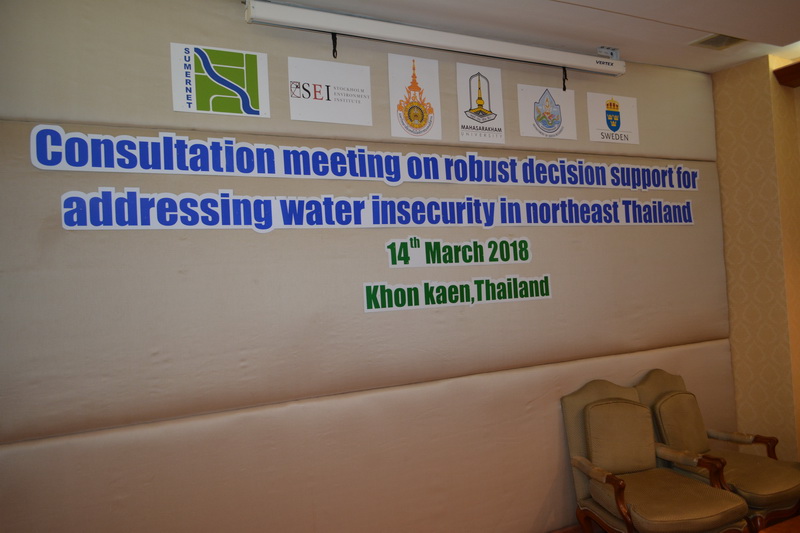 SUMERNET
SEI STOCKHOLM
ENVIRONMENT
INSTITUTE
MAHASARAKHAM
UNIVERSITY
SWEDEN
VERTEX
Consultation meeting on robust decision support for
addressing water insecurity in northeast Thailand
14th March 2018
Khon kaen,Thailand